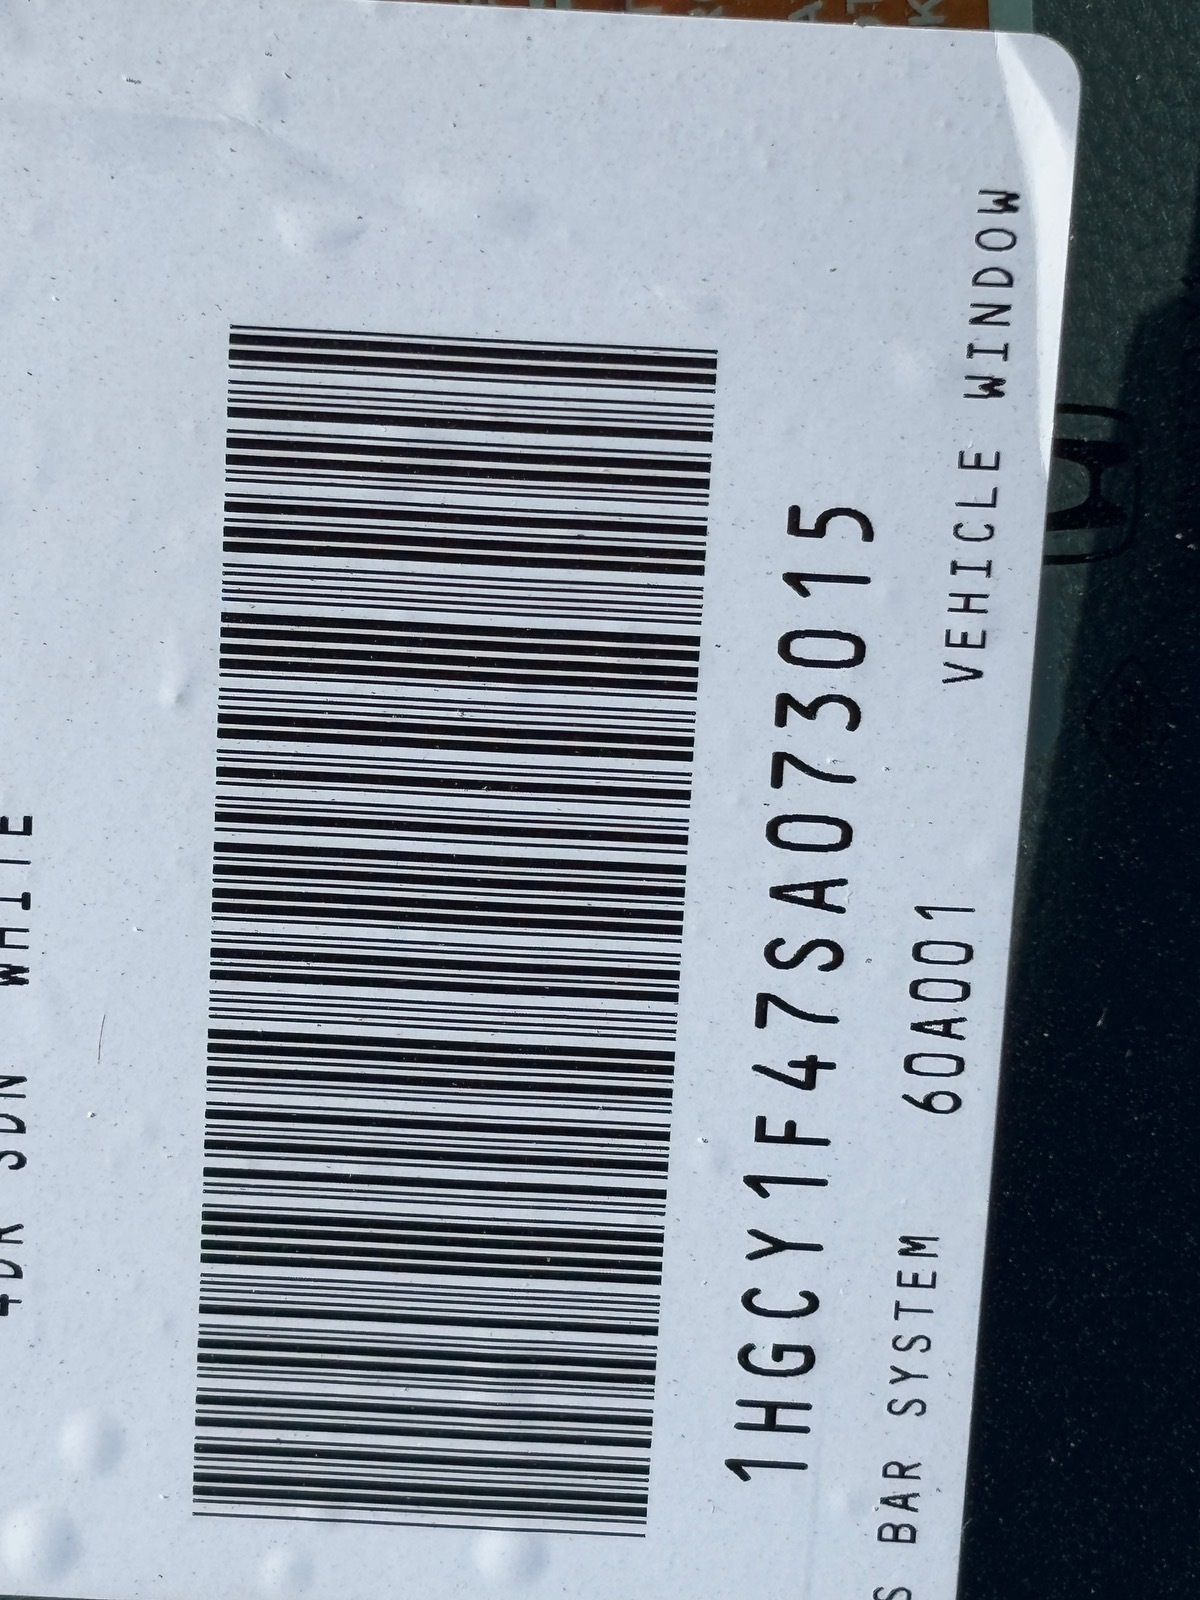 4DR SDN WHITE
1HGCY1F47SA073015
S BAR SYSTEM 60A001 VEHICLE WINDOW